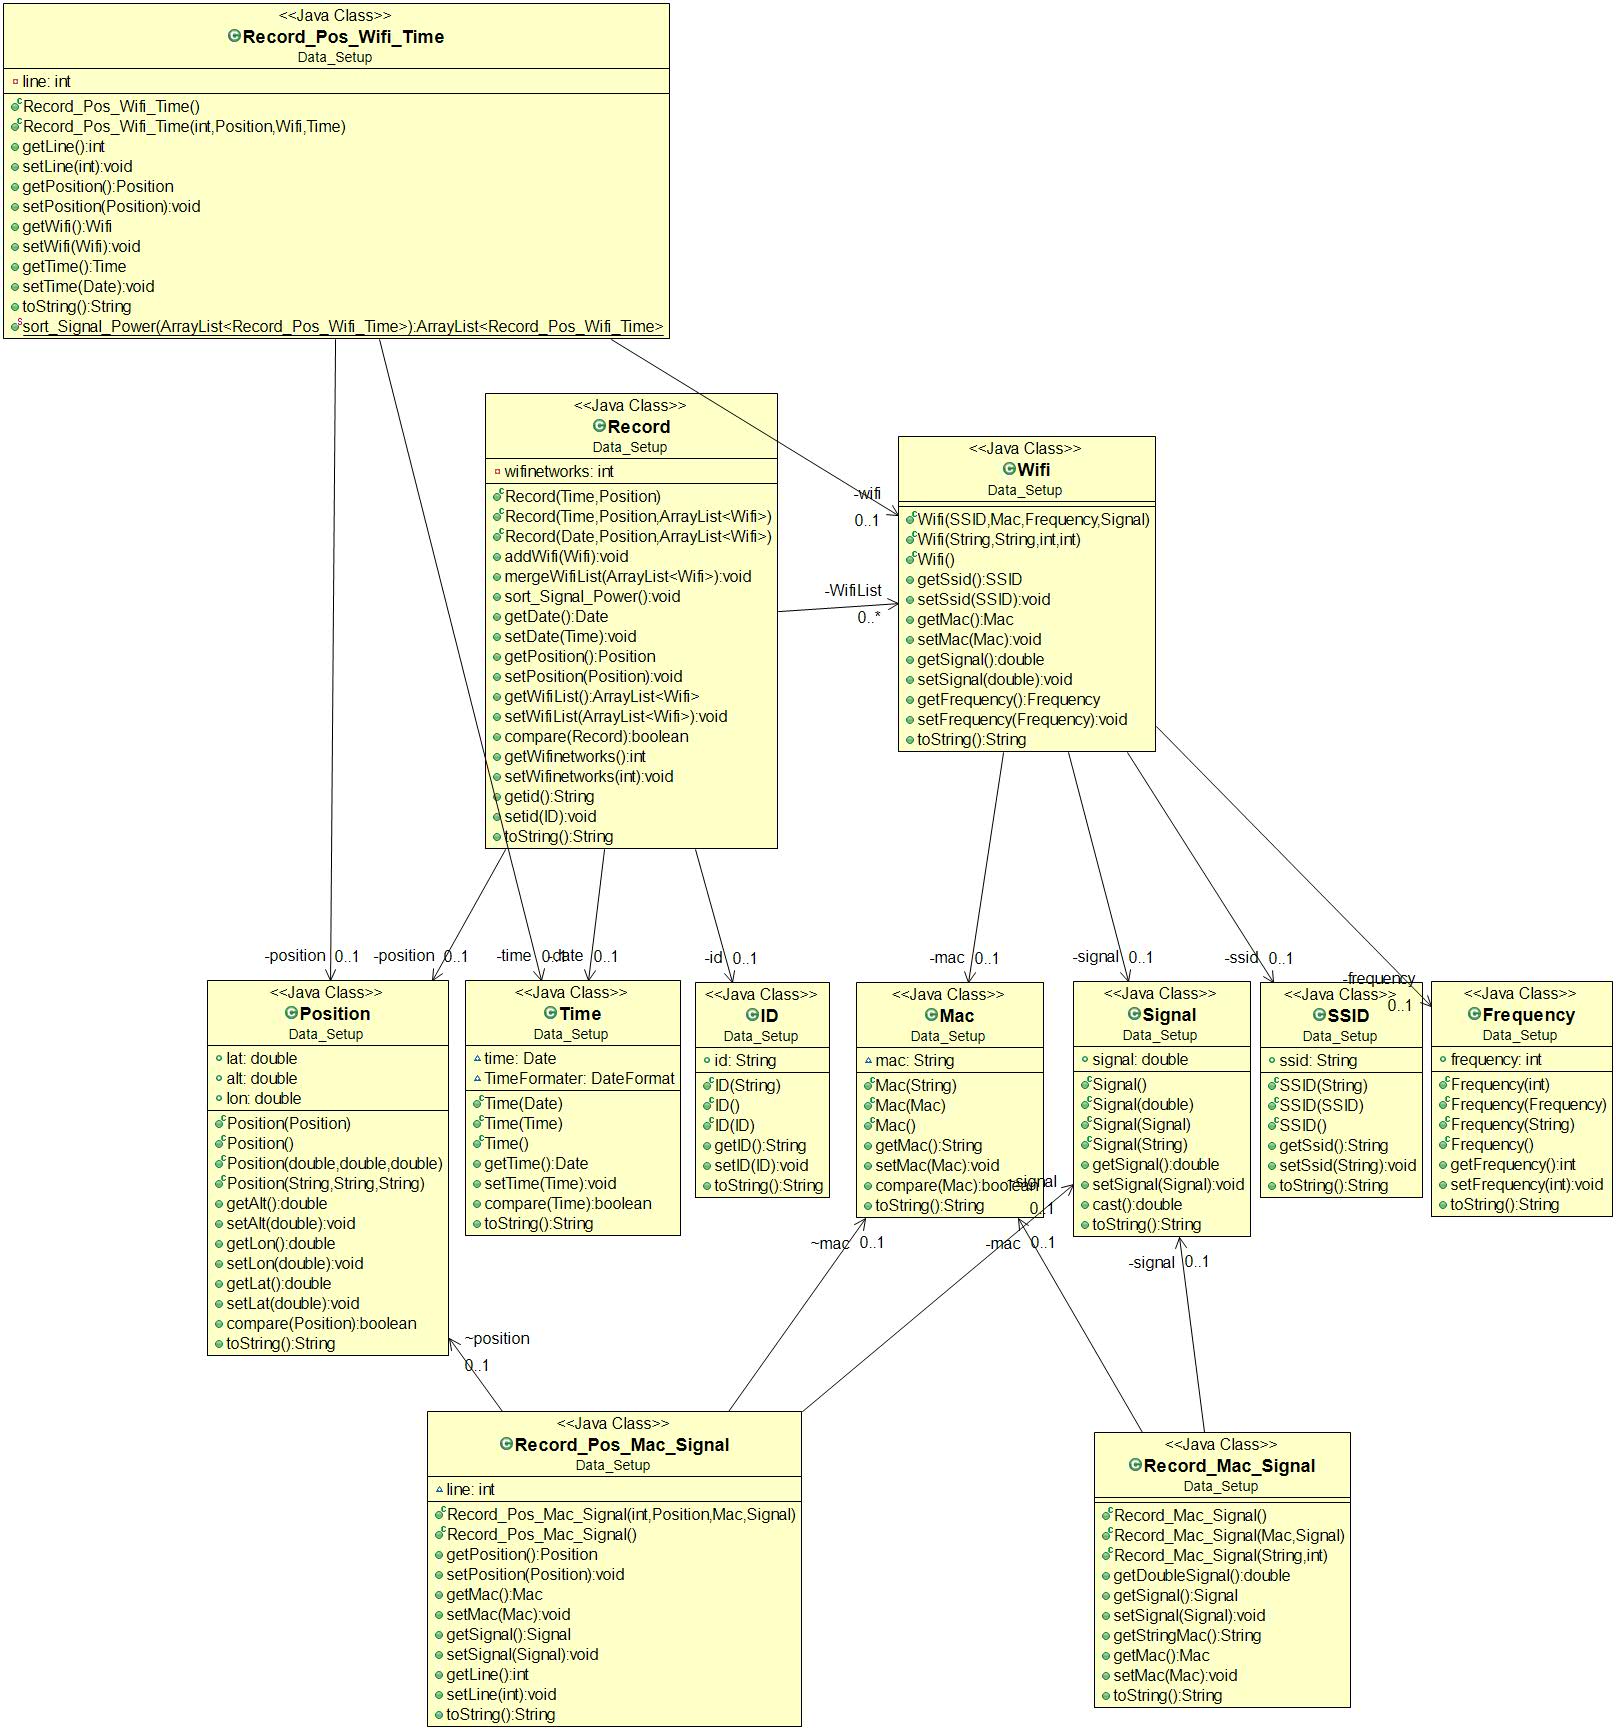 <<Java Class>>
Record_Pos_Wifi_Time
Data_Setup
line: int
Record_Pos_Wifi_Time()
Record_Pos_Wifi_Time(int,Position,Wifi,Time)
getLine():int
setLine(int):void
getPosition():Position
setPosition(Position):void
getWifi():Wifi
setWifi(Wifi):void
getTime():Time
setTime(Date):void
toString():String
sort_Signal_Power(ArrayList<Record_Pos_Wifi_Time>):ArrayList<Record_Pos_Wifi_Time>
<<Java Class>>
Record
Data_Setup
wifinetworks: int
Record(Time,Position)
Record(Time,Position,ArrayList<Wifi>)
Record(Date,Position,ArrayList<Wifi>)
addWifi(Wifi):void
mergeWifiList(ArrayList<Wifi>):void
sort_Signal_Power():void
getDate():Date
setDate(Time):void
getPosition():Position
setPosition(Position):void
getWifiList():ArrayList<Wifi>
setWifiList(ArrayList<Wifi>):void
compare(Record):boolean
getWifinetworks():int
setWifinetworks(int):void
getid():String
setid(ID):void
toString():String
-wifi
0..1
-WifiList
0..*
<<Java Class>>
Wifi
Data_Setup
Wifi(SSID,Mac,Frequency,Signal)
Wifi(String,String,int,int)
Wifi()
getSsid():SSID
setSsid(SSID):void
getMac():Mac
setMac(Mac):void
getSignal():double
setSignal(double):void
getFrequency():Frequency
setFrequency(Frequency):void
toString():String
-position 0..1
-position 0..1
-time 0..1
-date 0..1
-id 0..1
-mac 0..1
-signal 0..1
-ssid 0..1
-frequency
0..1
<<Java Class>>
Position
Data_Setup
lat: double
alt: double
lon: double
Position(Position)
Position()
Position(double,double,double)
Position(String,String,String)
getAlt():double
setAlt(double):void
getLon():double
setLon(double):void
getLat():double
setLat(double):void
compare(Position):boolean
toString():String
<<Java Class>>
Time
Data_Setup
time: Date
TimeFormater: DateFormat
Time(Date)
Time(Time)
Time()
getTime():Date
setTime(Time):void
compare(Time):boolean
toString():String
<<Java Class>>
ID
Data_Setup
id: String
ID(String)
ID()
ID(ID)
getID():String
setID(ID):void
toString():String
<<Java Class>>
Mac
Data_Setup
mac: String
Mac(String)
Mac(Mac)
Mac()
getMac():String
setMac(Mac):void
compare(Mac):boolean
toString():String
<<Java Class>>
Signal
Data_Setup
signal: double
Signal()
Signal(double)
Signal(Signal)
Signal(String)
getSignal():double
setSignal(Signal):void
cast():double
toString():String
<<Java Class>>
SSID
Data_Setup
ssid: String
SSID(String)
SSID(SSID)
SSID()
getSsid():String
setSsid(String):void
toString():String
<<Java Class>>
Frequency
Data_Setup
frequency: int
Frequency(int)
Frequency(Frequency)
Frequency(String)
Frequency()
getFrequency():int
setFrequency(int):void
toString():String
~signal
0..1
~mac 0..1
-mac 0..1
-signal 0..1
~position
0..1
<<Java Class>>
Record_Pos_Mac_Signal
Data_Setup
line: int
Record_Pos_Mac_Signal(int,Position,Mac,Signal)
Record_Pos_Mac_Signal()
getPosition():Position
setPosition(Position):void
getMac():Mac
setMac(Mac):void
getSignal():Signal
setSignal(Signal):void
getLine():int
setLine(int):void
toString():String
<<Java Class>>
Record_Mac_Signal
Data_Setup
Record_Mac_Signal()
Record_Mac_Signal(Mac,Signal)
Record_Mac_Signal(String,int)
getDoubleSignal():double
getSignal():Signal
setSignal(Signal):void
getStringMac():String
getMac():Mac
setMac(Mac):void
toString():String